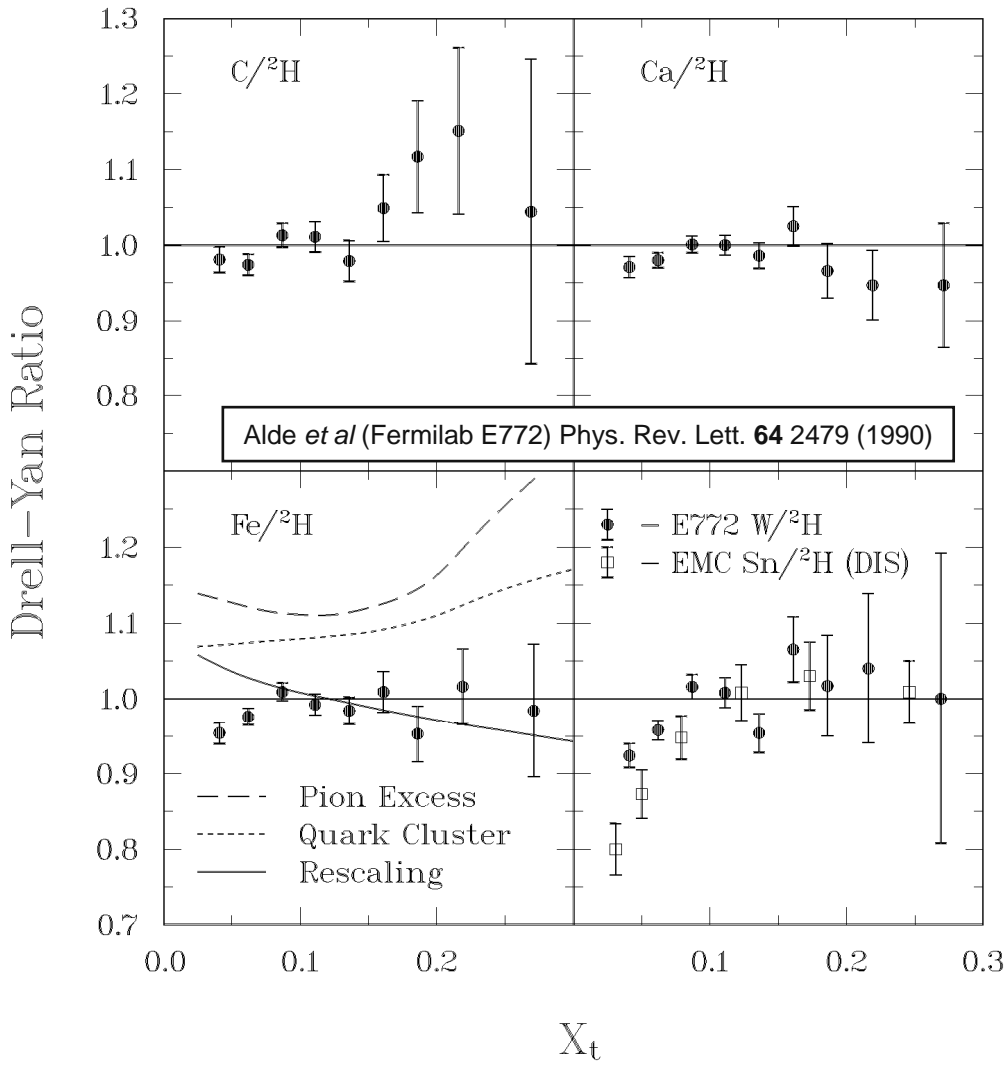 Drell–Yan Ratio
1.3
1.2
1.1
1.0
0.9
0.8
C/²H
Ca/²H
Alde et al (Fermilab E772) Phys. Rev. Lett. 64 2479 (1990)
1.2
1.1
1.0
0.9
0.8
0.7
Fe/²H
Pion Excess
Quark Cluster
Rescaling
– E772 W/²H
– EMC Sn/²H (DIS)
0.0 0.1 0.2 0.1 0.2 0.3
X_t